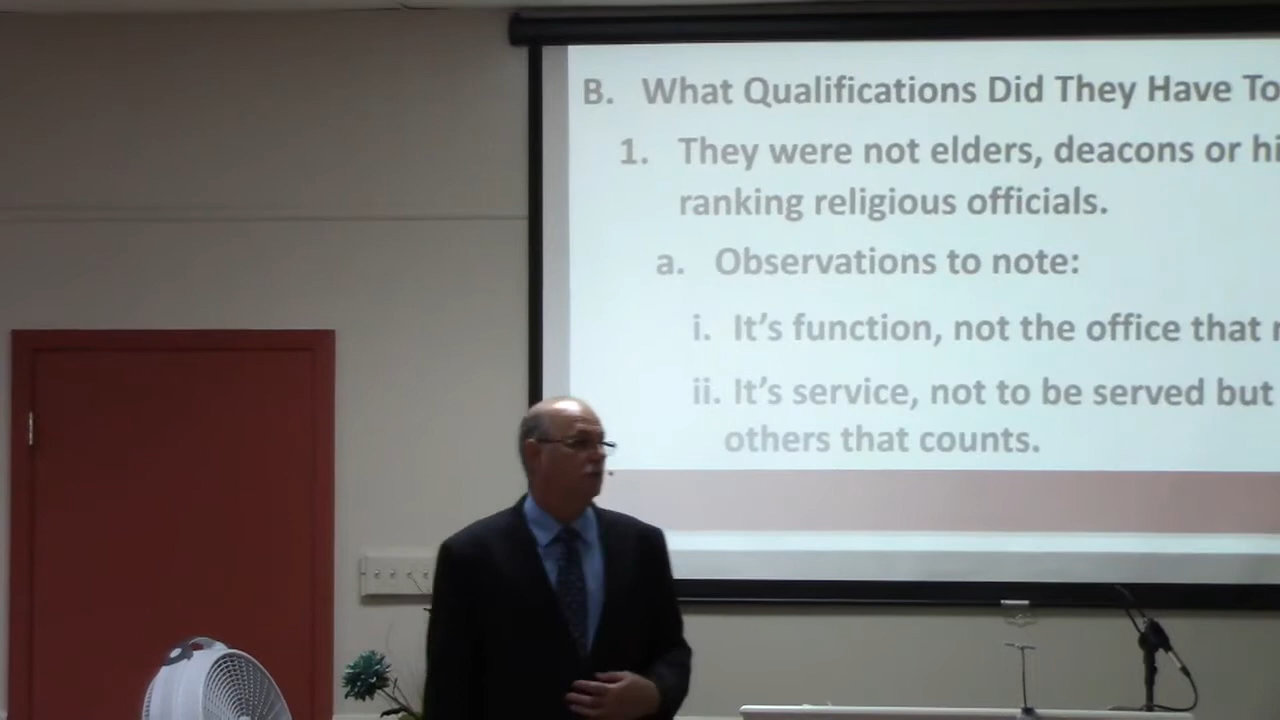 B. What Qualifications Did They Have To
1. They were not elders, deacons or hi
ranking religious officials.
a. Observations to note:
i. It's function, not the office that
ii. It's service, not to be served but
others that counts.